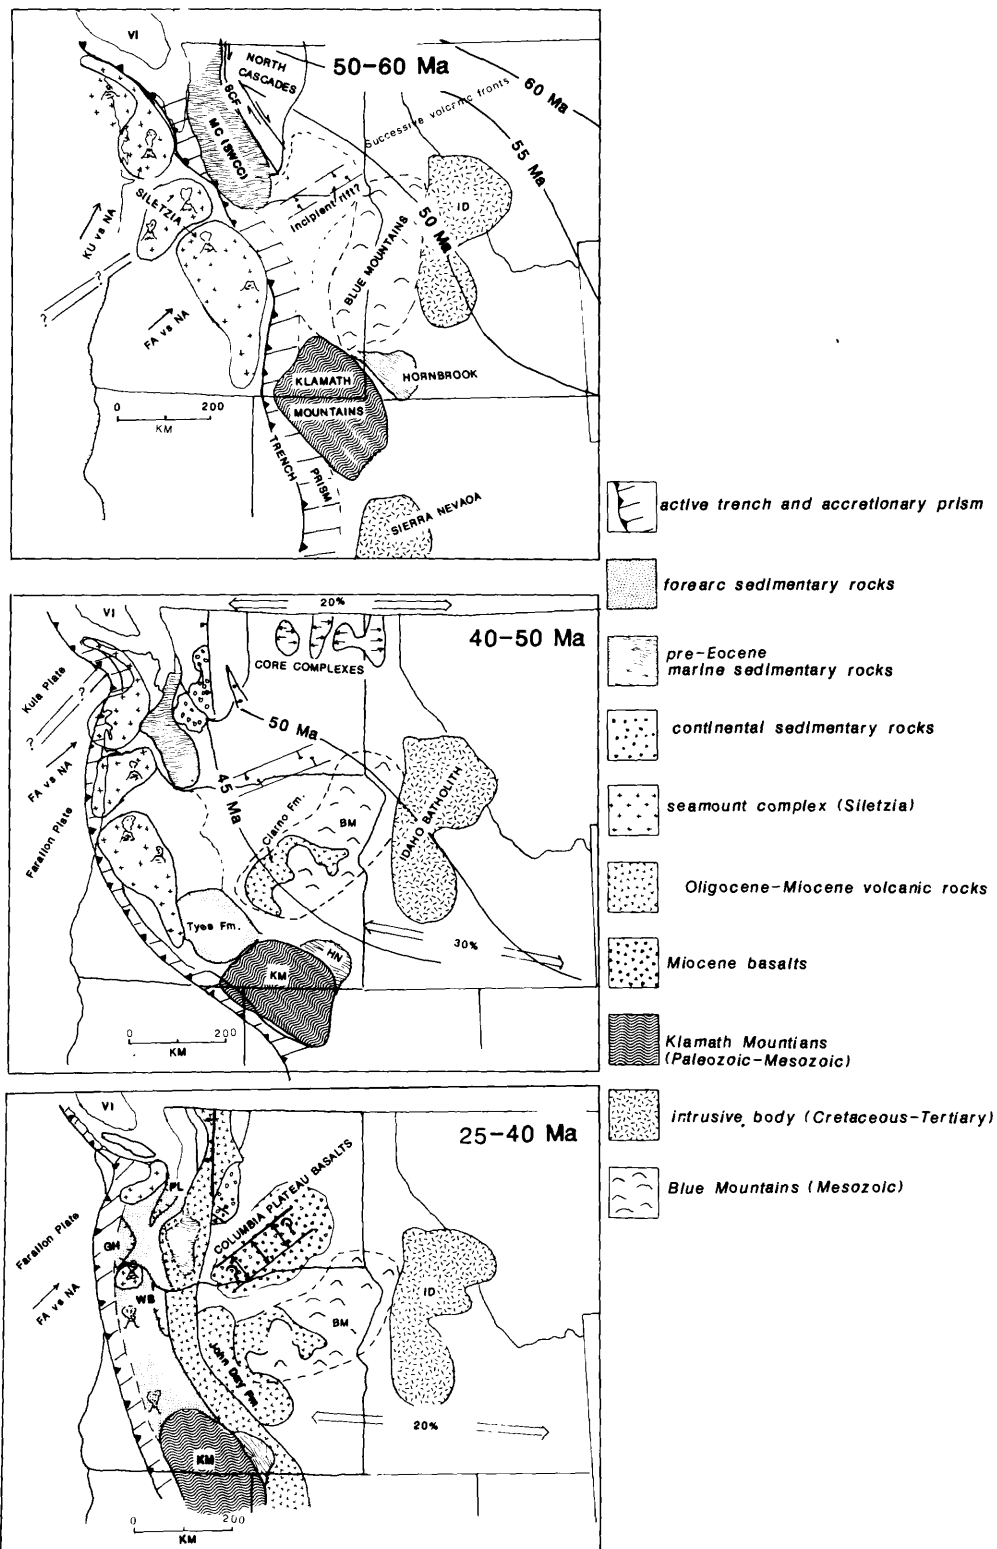 VI
NORTH
CASCADES
50-60 Ma
SCF
MC (SWCC)
Successive volcanic fronts
60 Ma
55 Ma
50 Ma
ID
SILETZIA
KU vs NA
Incipient rift?
BLUE MOUNTAINS
?
?
FA vs NA
KLAMATH
MOUNTAINS
HORNBROOK
0 200
KM
TRENCH
PRISM
SIERRA NEVADA
active trench and accretionary prism
forearc sedimentary rocks
pre-Eocene
marine sedimentary rocks
continental sedimentary rocks
seamount complex (Siletzia)
Oligocene-Miocene volcanic rocks
Miocene basalts
Klamath Mountians
(Paleozoic-Mesozoic)
intrusive body (Cretaceous-Tertiary)
Blue Mountains (Mesozoic)
VI
20%
40-50 Ma
CORE COMPLEXES
Kula Plate
?
?
FA vs NA
Farallon Plate
50 Ma
45 Ma
Clarno Fm.
BM
IDAHO BATHOLITH
Tyee Fm.
HN
KM
30%
0 200
KM
VI
25-40 Ma
PL
COLUMBIA PLATEAU BASALTS
?
?
Farallon Plate
GH
FA vs NA
WB
BM
ID
John Day Fm
20%
KM
0 200
KM